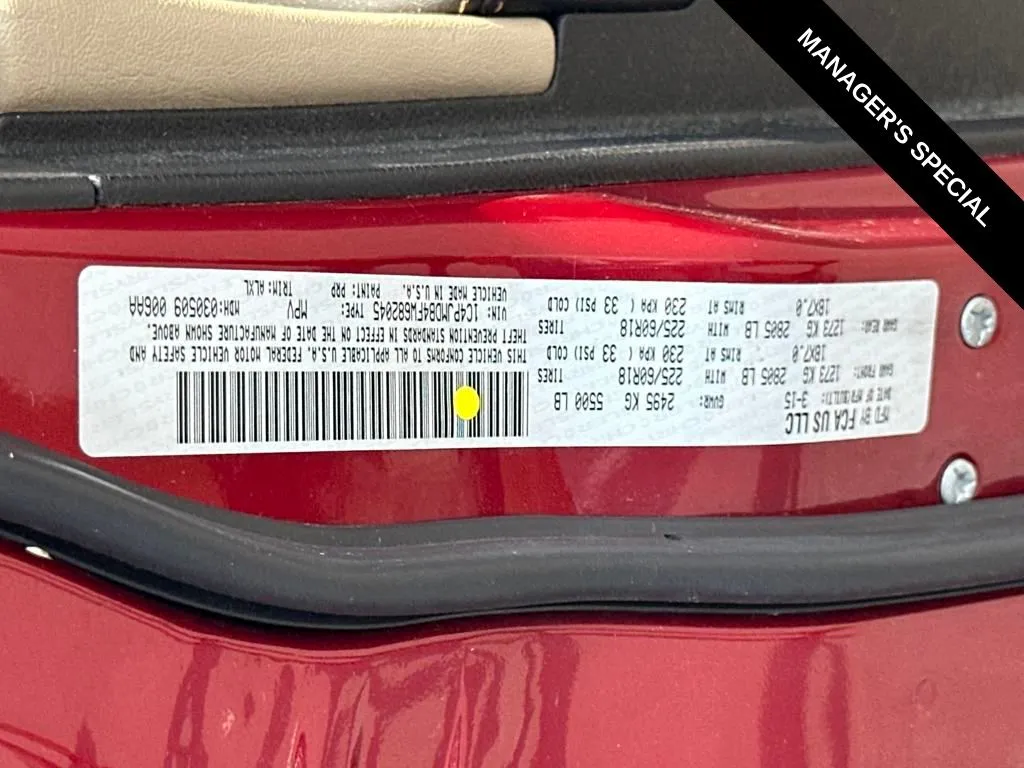 MANAGER'S SPECIAL
MFD BY FCA US LLC
DATE OF MFR (BUILT): 3-15 GVWR: 2495 KG 5500 LB
GAWR FRONT: 1273 KG 2805 LB WITH 225/60R18 TIRES
18X7.0 RIMS AT 230 KPA ( 33 PSI) COLD
GAWR REAR: 1273 KG 2805 LB WITH 225/60R18 TIRES
18X7.0 RIMS AT 230 KPA ( 33 PSI) COLD
THIS VEHICLE CONFORMS TO ALL APPLICABLE U.S.A. FEDERAL MOTOR VEHICLE SAFETY AND
THEFT PREVENTION STANDARDS IN EFFECT ON THE DATE OF MANUFACTURE SHOWN ABOVE.
VIN: 1C4PJMDB4FW682045 TYPE: MPV MDH:030509 006AA
VEHICLE MADE IN U.S.A. PAINT: PRP TRIM: ALXL